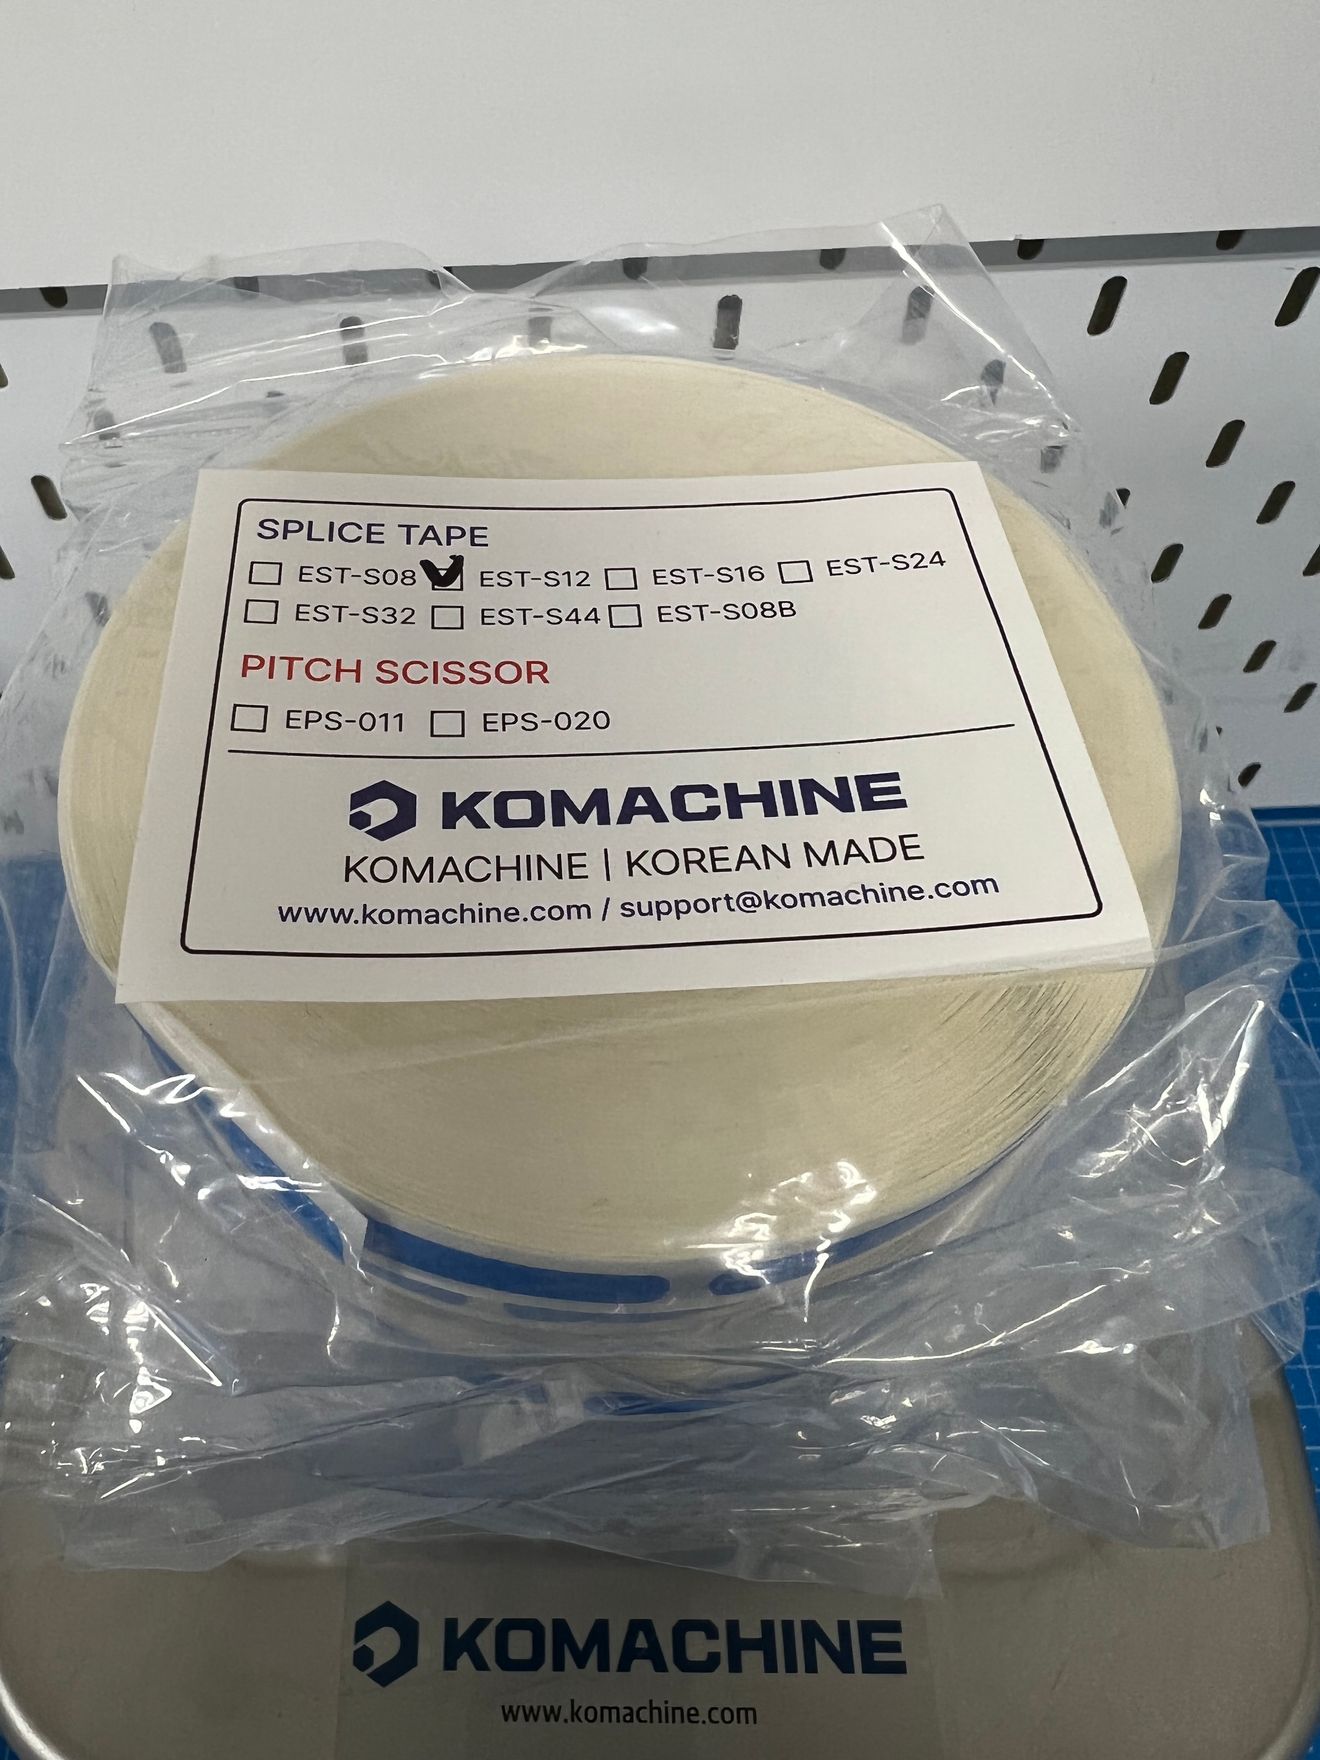 SPLICE TAPE
EST-S08 EST-S12 EST-S16 EST-S24
EST-S32 EST-S44 EST-S08B
PITCH SCISSOR
EPS-011 EPS-020
KOMACHINE
KOMACHINE | KOREAN MADE
www.komachine.com / support@komachine.com
KOMACHINE
www.komachine.com